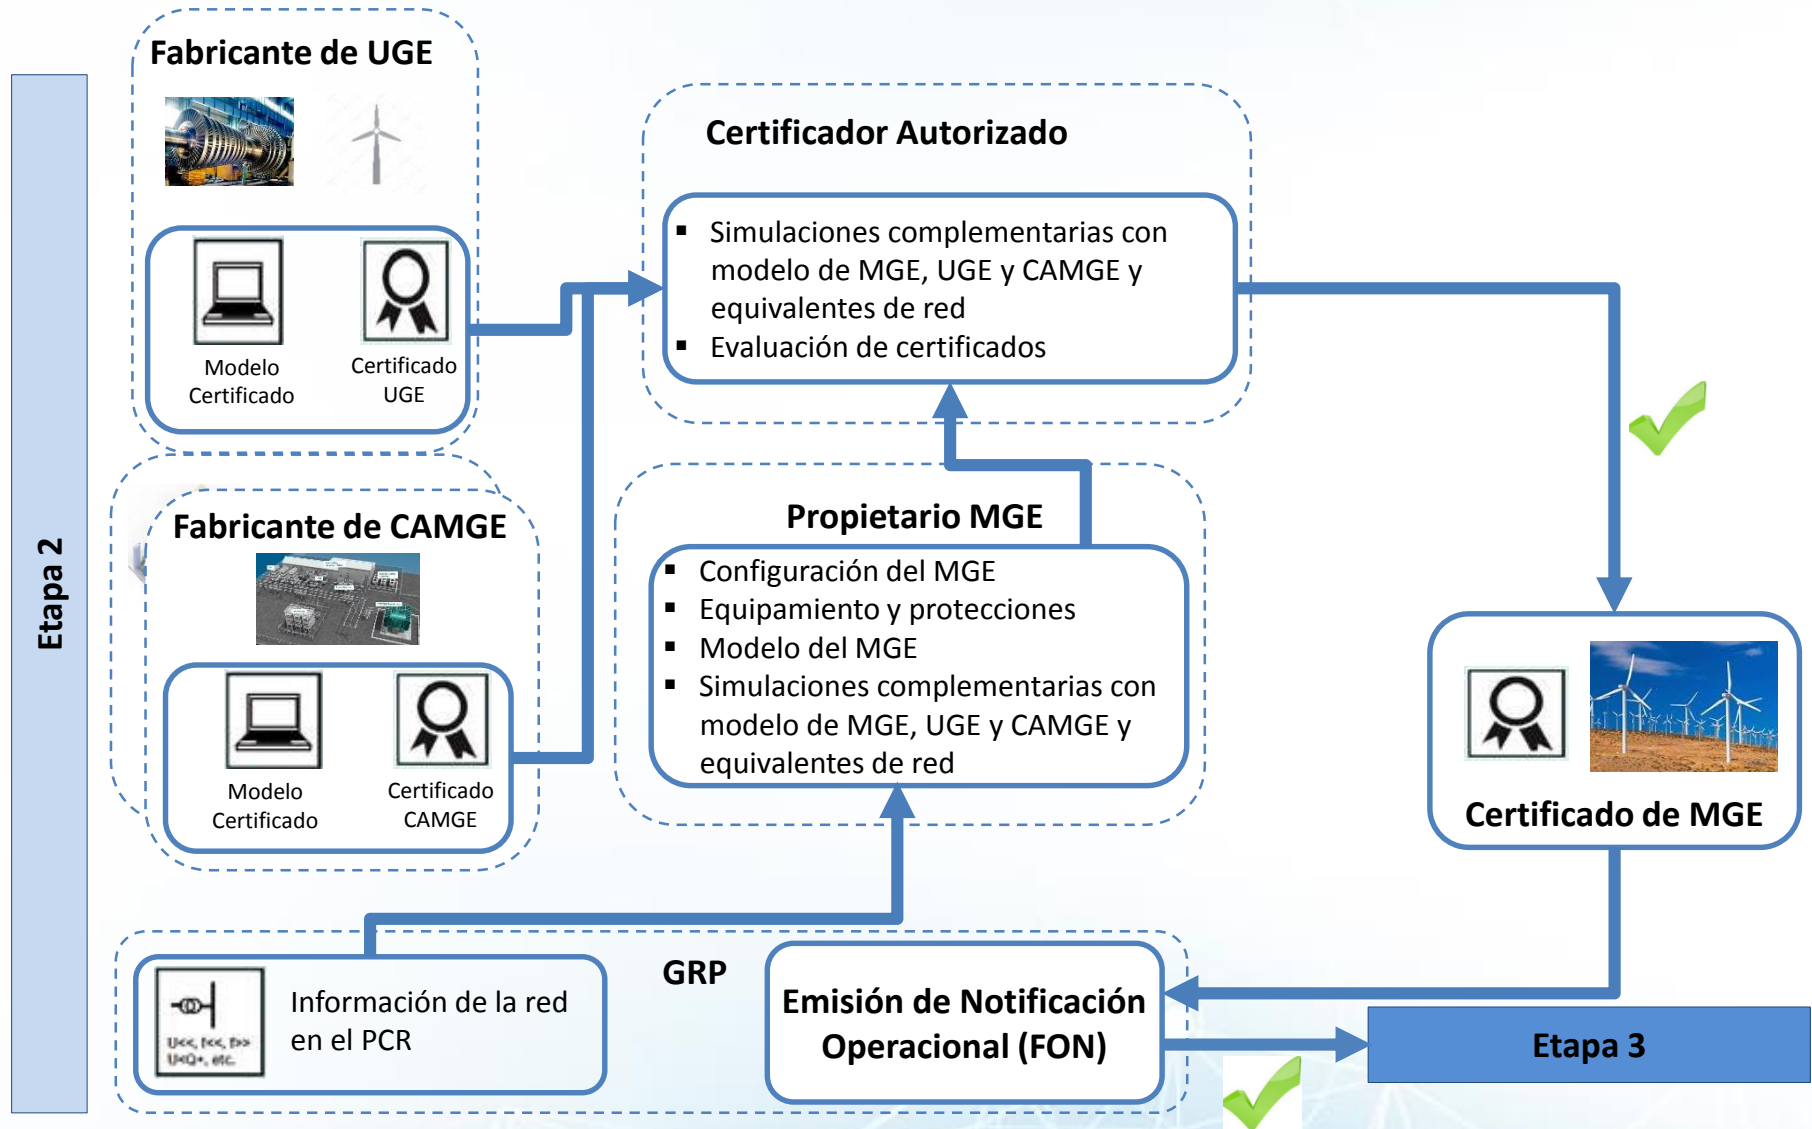 Etapa 2
Fabricante de UGE
Modelo
Certificado
Certificado
UGE
Fabricante de CAMGE
Modelo
Certificado
Certificado
CAMGE
Certificador Autorizado
▪ Simulaciones complementarias con
modelo de MGE, UGE y CAMGE y
equivalentes de red
▪ Evaluación de certificados
Propietario MGE
▪ Configuración del MGE
▪ Equipamiento y protecciones
▪ Modelo del MGE
▪ Simulaciones complementarias con
modelo de MGE, UGE y CAMGE y
equivalentes de red
Certificado de MGE
GRP
U<<, f<<, f>>
U<Q+, etc.
Información de la red
en el PCR
Emisión de Notificación
Operacional (FON)
Etapa 3